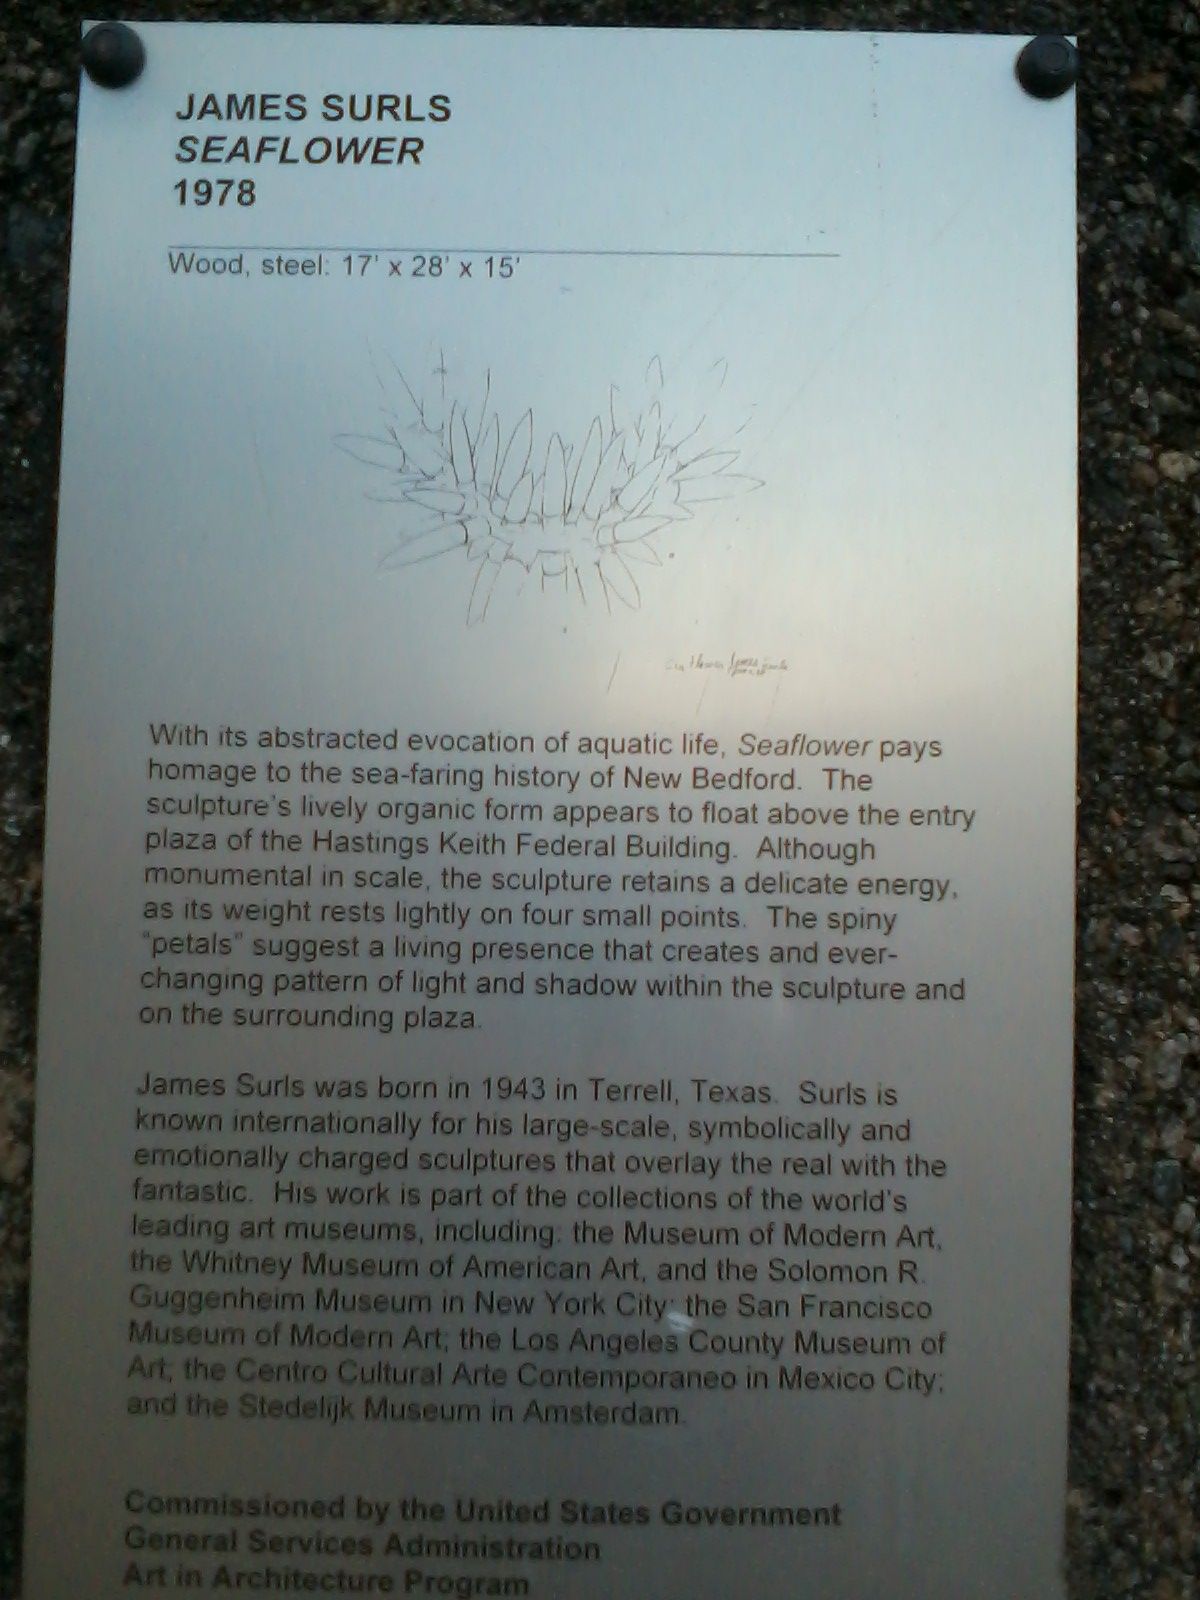 JAMES SURLS
SEAFLOWER
1978
Wood, steel: 17' x 28' x 15'
With its abstracted evocation of aquatic life, Seaflower pays
homage to the sea-faring history of New Bedford. The
sculpture's lively organic form appears to float above the entry
plaza of the Hastings Keith Federal Building. Although
monumental in scale, the sculpture retains a delicate energy,
as its weight rests lightly on four small points. The spiny
"petals" suggest a living presence that creates and ever-
changing pattern of light and shadow within the sculpture and
on the surrounding plaza.
James Surls was born in 1943 in Terrell, Texas. Surls is
known internationally for his large-scale, symbolically and
emotionally charged sculptures that overlay the real with the
fantastic. His work is part of the collections of the world's
leading art museums, including: the Museum of Modern Art,
the Whitney Museum of American Art, and the Solomon R.
Guggenheim Museum in New York City; the San Francisco
Museum of Modern Art; the Los Angeles County Museum of
Art; the Centro Cultural Arte Contemporaneo in Mexico City;
and the Stedelijk Museum in Amsterdam.
Commissioned by the United States Government
General Services Administration
Art in Architecture Program